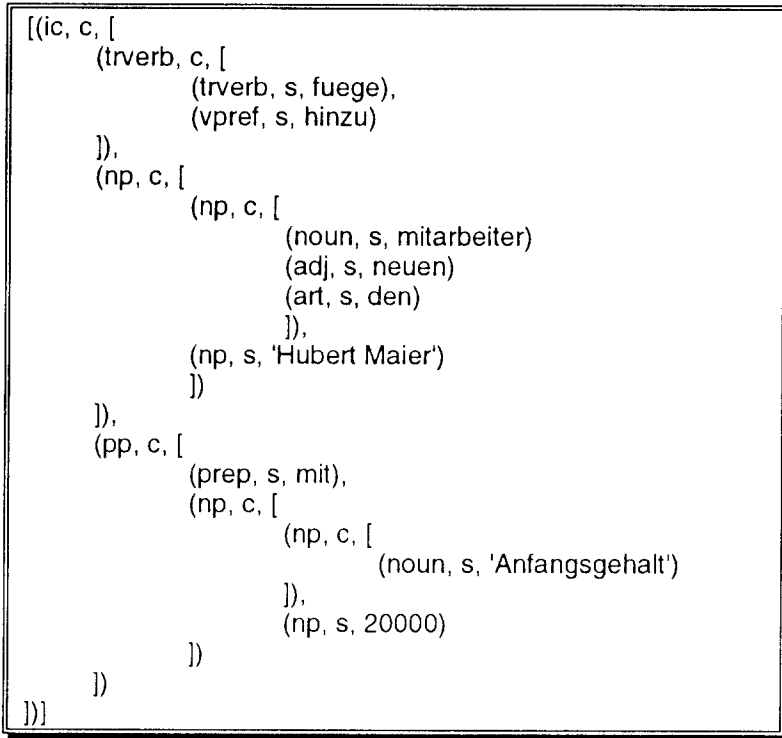 [(ic, c, [
(trverb, c, [
(trverb, s, fuege),
(vpref, s, hinzu)
]),
(np, c, [
(np, c, [
(noun, s, mitarbeiter)
(adj, s, neuen)
(art, s, den)
]),
(np, s, 'Hubert Maier')
])
]),
(pp, c, [
(prep, s, mit),
(np, c, [
(np, c, [
(noun, s, 'Anfangsgehalt')
]),
(np, s, 20000)
])
])
])]